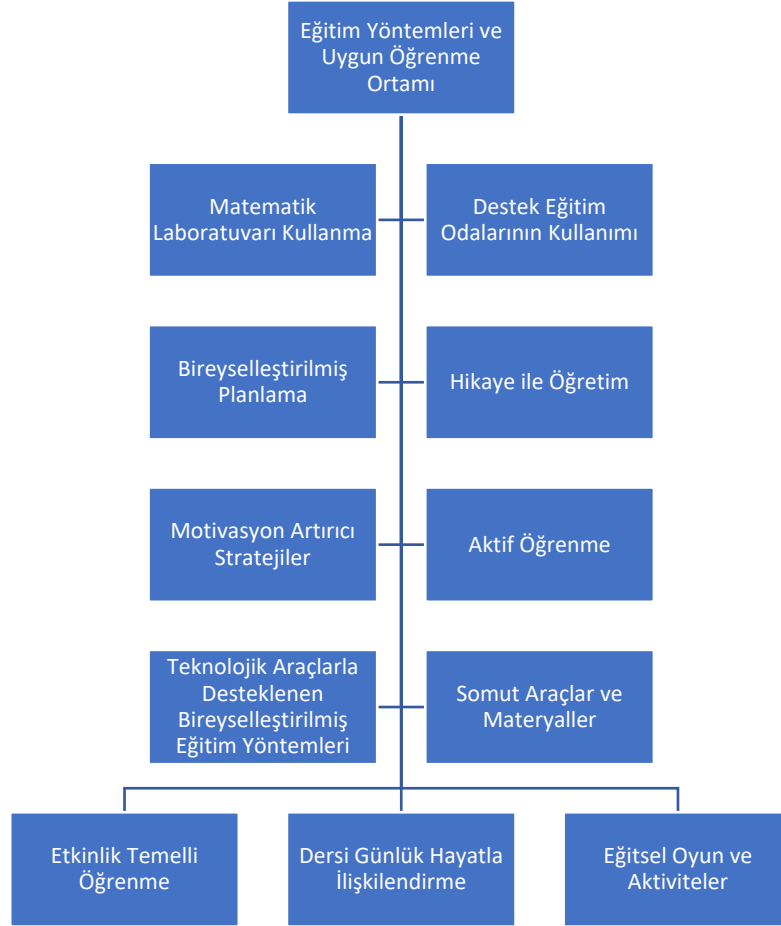 Eğitim Yöntemleri ve
Uygun Öğrenme
Ortamı
Matematik
Laboratuvarı Kullanma
Destek Eğitim
Odalarının Kullanımı
Bireyselleştirilmiş
Planlama
Hikaye ile Öğretim
Motivasyon Artırıcı
Stratejiler
Aktif Öğrenme
Teknolojik Araçlarla
Desteklenen
Bireyselleştirilmiş
Eğitim Yöntemleri
Somut Araçlar ve
Materyaller
Etkinlik Temelli
Öğrenme
Dersi Günlük Hayatla
İlişkilendirme
Eğitsel Oyun ve
Aktiviteler